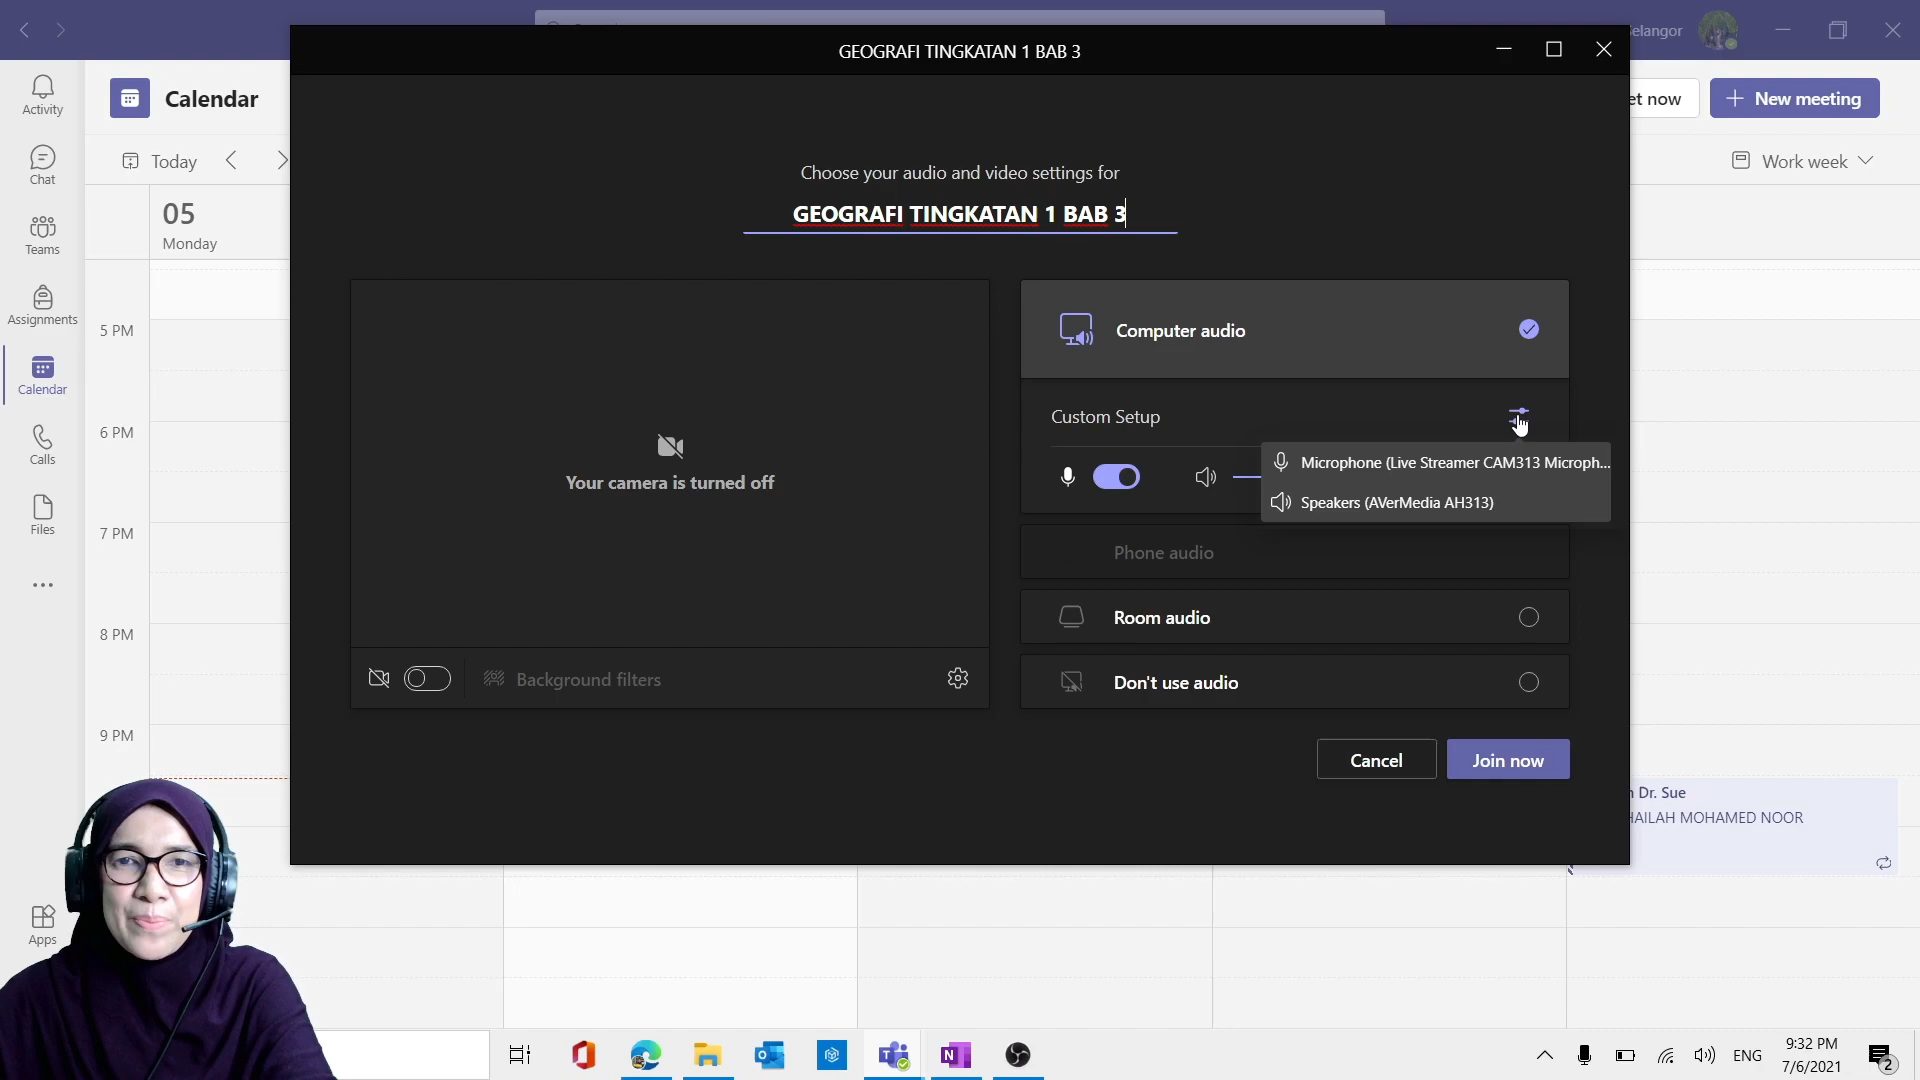 GEOGRAFI TINGKATAN 1 BAB 3
elangor
Activity
Calendar
et now
New meeting
Chat
Today
Work week
Choose your audio and video settings for
GEOGRAFI TINGKATAN 1 BAB 3
05
Monday
Teams
Assignments
Calendar
Calls
Files
Apps
5 PM
6 PM
7 PM
8 PM
9 PM
Your camera is turned off
Background filters
Computer audio
Custom Setup
Microphone (Live Streamer CAM313 Microph...
Speakers (AVerMedia AH313)
Phone audio
Room audio
Don't use audio
Cancel
Join now
Dr. Sue
HAILAH MOHAMED NOOR
ENG
9:32 PM
7/6/2021
2